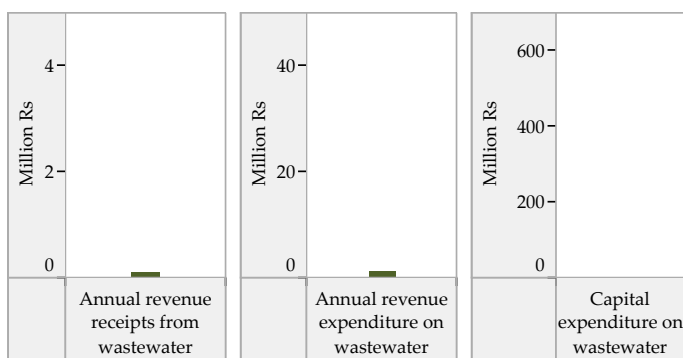 Million Rs
4
2
0
Annual revenue
receipts from
wastewater
Million Rs
40
20
0
Annual revenue
expenditure on
wastewater
Million Rs
600
400
200
0
Capital
expenditure on
wastewater